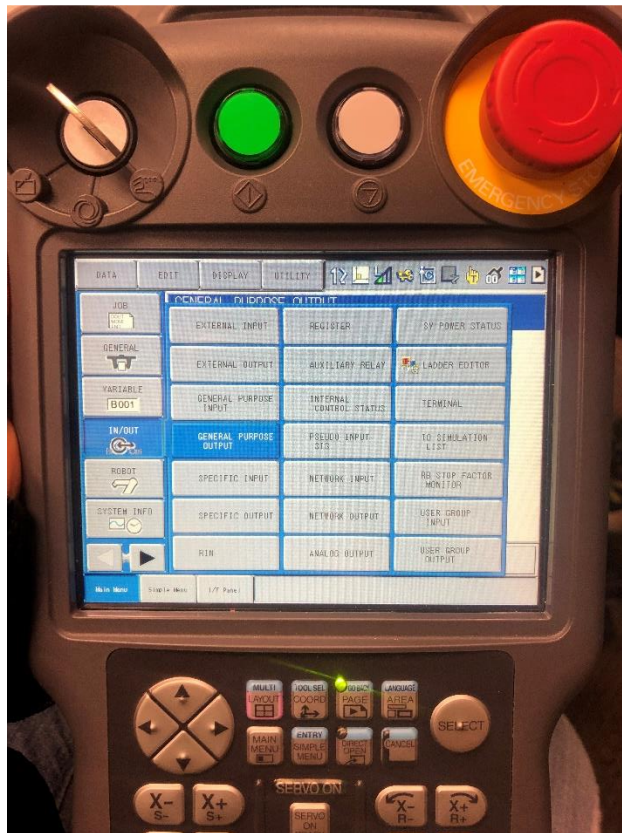 EMERGENCY STOP
DATA
EDIT
DISPLAY
UTILITY
JOB
GENERAL
VARIABLE
B001
IN/OUT
ROBOT
SYSTEM INFO
GENERAL PURPOSE OUTPUT
EXTERNAL INPUT
REGISTER
SV POWER STATUS
EXTERNAL OUTPUT
AUXILIARY RELAY
LADDER EDITOR
GENERAL PURPOSE
INPUT
INTERNAL
CONTROL STATUS
TERMINAL
GENERAL PURPOSE
OUTPUT
PSEUDO INPUT
SIG
IO SIMULATION
LIST
SPECIFIC INPUT
NETWORK INPUT
RB STOP FACTOR
MONITOR
SPECIFIC OUTPUT
NETWORK OUTPUT
USER GROUP
INPUT
RIN
ANALOG OUTPUT
USER GROUP
OUTPUT
Main Menu
Simple Menu
I/F Panel
MULTI
LAYOUT
TOOL SEL
COORD
GO BACK
PAGE
LANGUAGE
AREA
SELECT
MAIN
MENU
ENTRY
SIMPLE
MENU
DIRECT
OPEN
CANCEL
SERVO ON
SERVO
ON
X-
S-
X+
S+
X-
R-
X+
R+